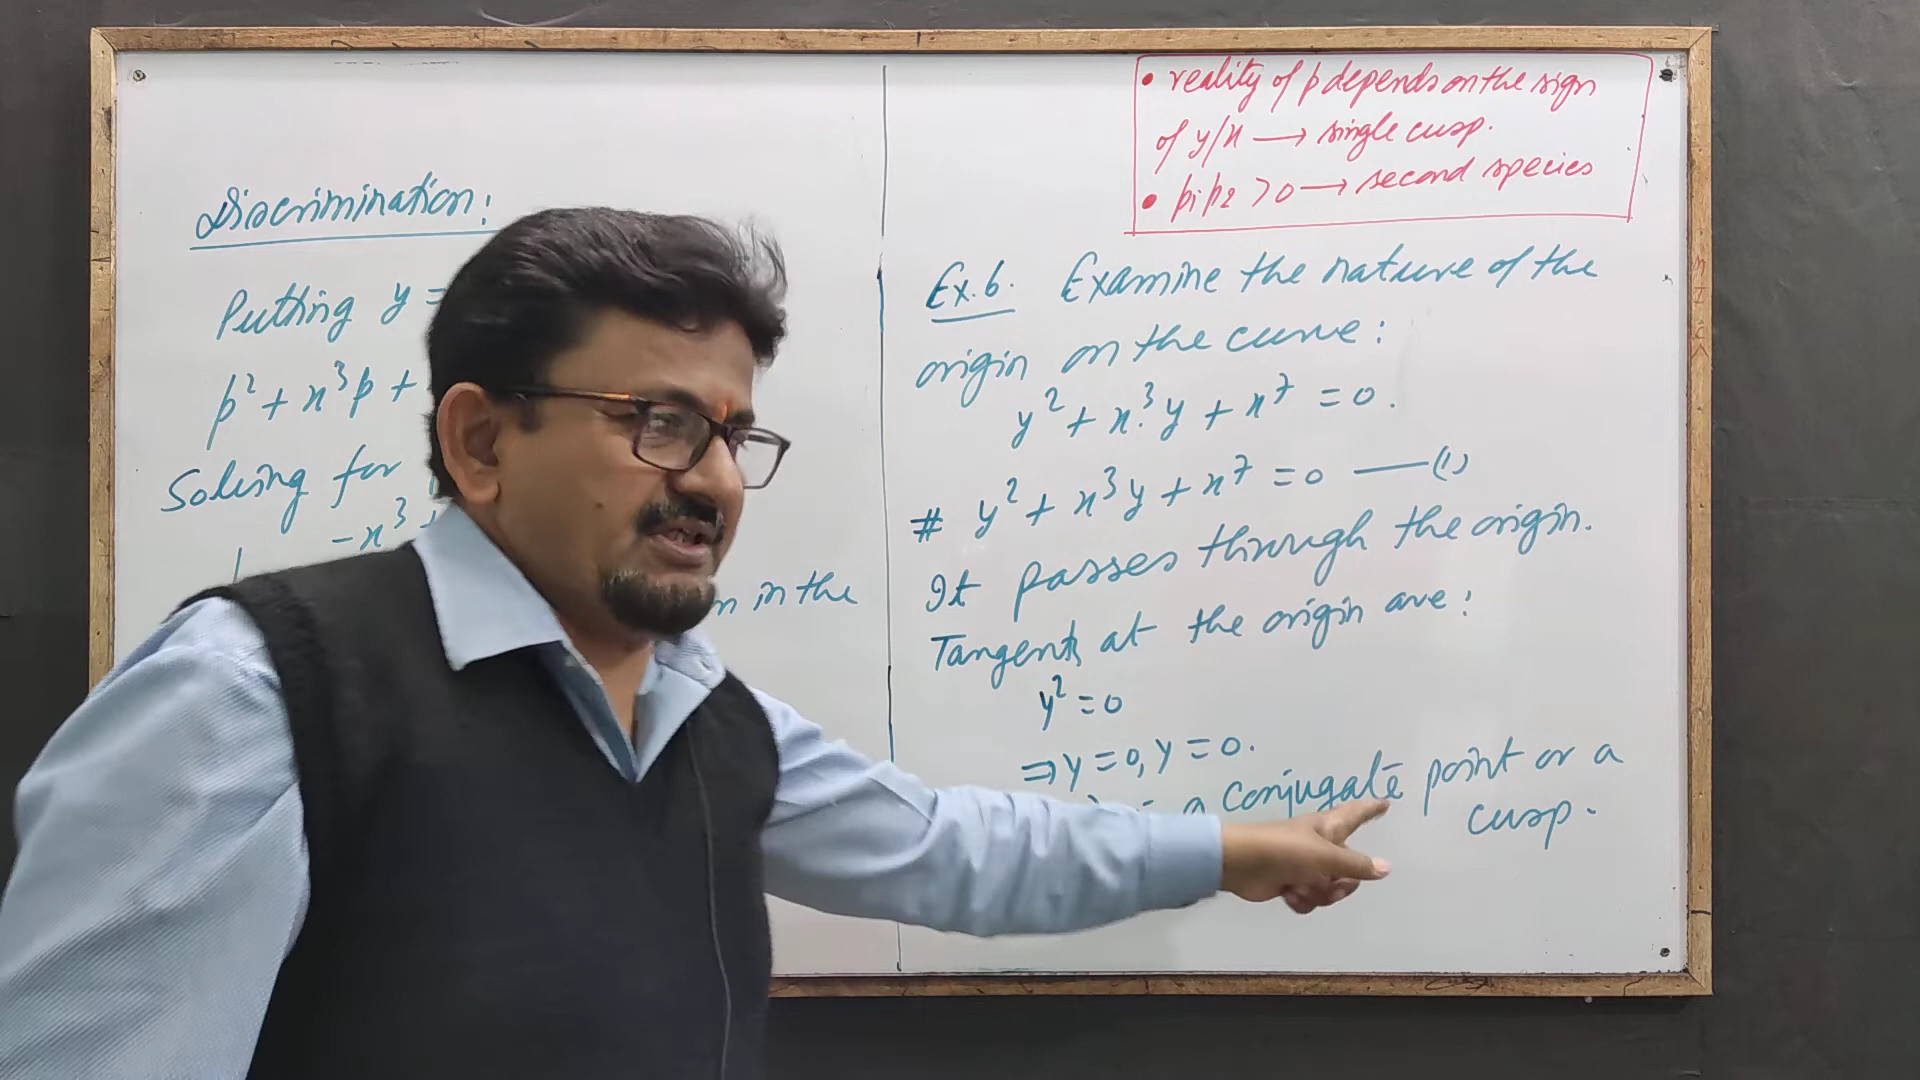 Discrimination:
Putting y =
p² + x³p +
Solving for
-x³
in the
• reality of p depends on the sign
of y/x → single cusp.
• p₁p₂ > 0 → second species
Ex.6. Examine the nature of the
origin on the curve:
y² + x³y + x⁷ = 0.
# y² + x³y + x⁷ = 0 —(1)
It passes through the origin.
Tangents at the origin are:
y² = 0
⇒ y = 0, y = 0.
a conjugate point or a
cusp.